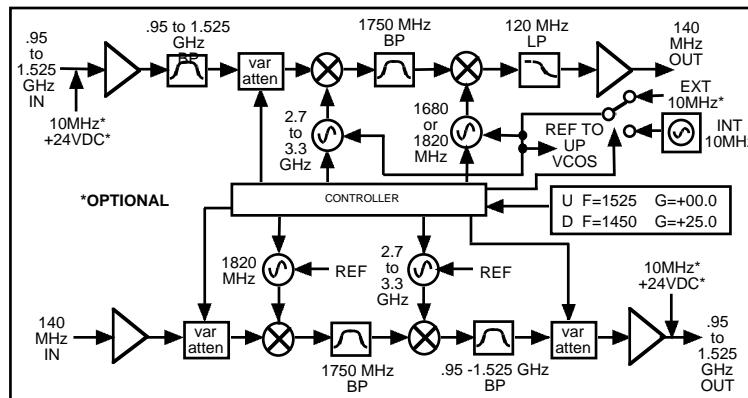 .95
to
1.525
GHz
IN
10MHz*
+24VDC*
.95 to 1.525
GHz
BP
var
atten
1750 MHz
BP
120 MHz
LP
140
MHz
OUT
2.7
to
3.3
GHz
1680
or
1820
MHz
REF TO
UP
VCOS
EXT
10MHz*
INT
10MHz
*OPTIONAL
CONTROLLER
U F=1525 G=+00.0
D F=1450 G=+25.0
1820
MHz
REF
2.7
to
3.3
GHz
REF
10MHz*
+24VDC*
140
MHz
IN
var
atten
1750 MHz
BP
.95 -1.525 GHz
BP
var
atten
.95
to
1.525
GHz
OUT